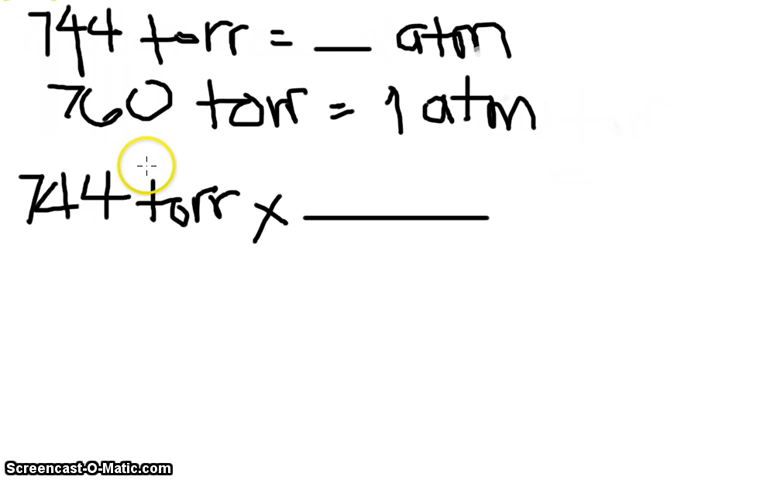 744 torr = __ atm
760 torr = 1 atm
744 torr x ______
Screencast-O-Matic.com